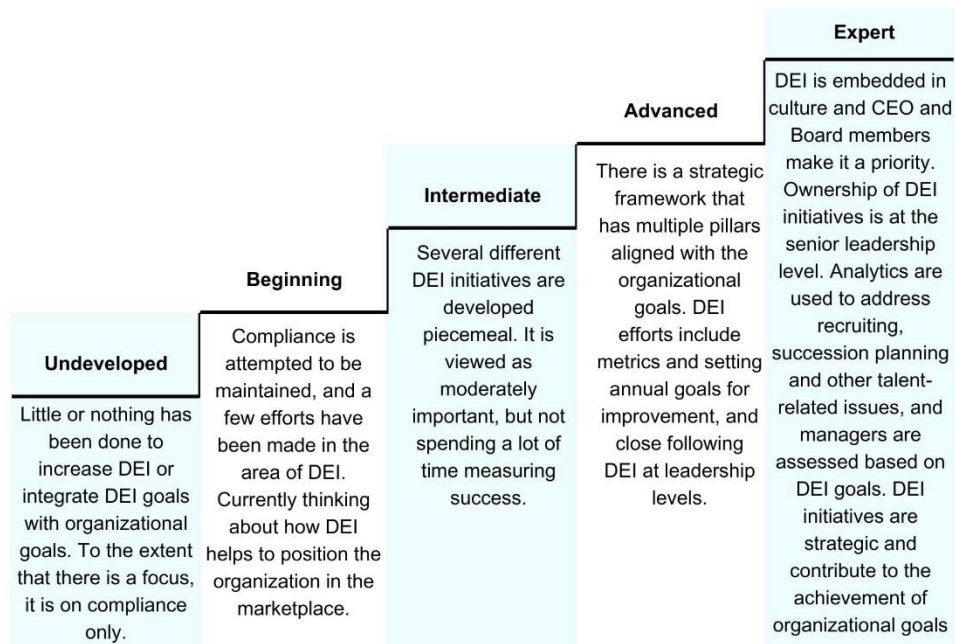 Undeveloped
Little or nothing has
been done to
increase DEI or
integrate DEI goals
with organizational
goals. To the extent
that there is a focus,
it is on compliance
only.
Beginning
Compliance is
attempted to be
maintained, and a
few efforts have
been made in the
area of DEI.
Currently thinking
about how DEI
helps to position the
organization in the
marketplace.
Intermediate
Several different
DEI initiatives are
developed
piecemeal. It is
viewed as
moderately
important, but not
spending a lot of
time measuring
success.
Advanced
There is a strategic
framework that
has multiple pillars
aligned with the
organizational
goals. DEI
efforts include
metrics and setting
annual goals for
improvement, and
close following
DEI at leadership
levels.
Expert
DEI is embedded in
culture and CEO and
Board members
make it a priority.
Ownership of DEI
initiatives is at the
senior leadership
level. Analytics are
used to address
recruiting,
succession planning
and other talent-
related issues, and
managers are
assessed based on
DEI goals. DEI
initiatives are
strategic and
contribute to the
achievement of
organizational goals